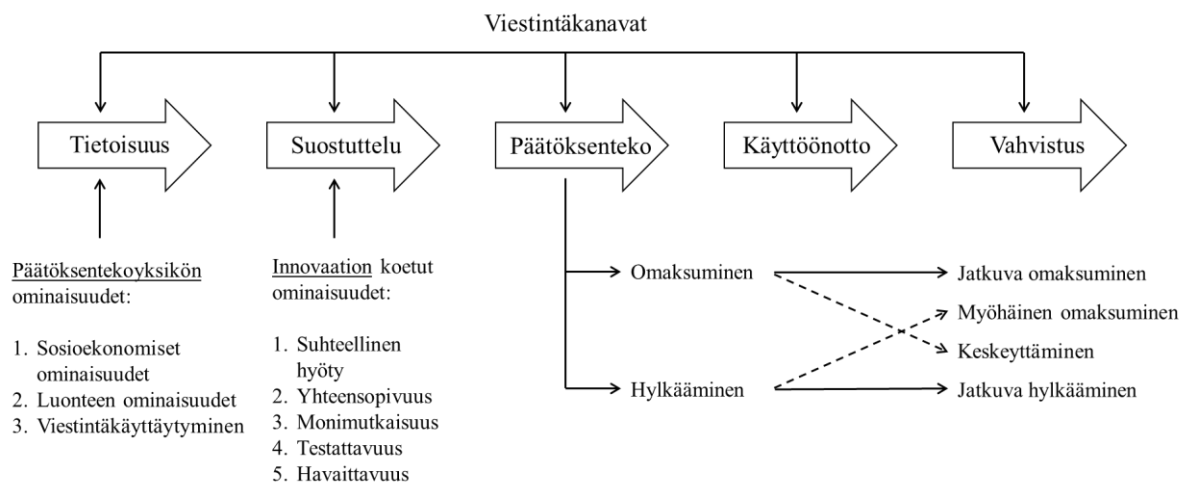 Viestintäkanavat
Tietoisuus
Suostuttelu
Päätöksenteko
Käyttöönotto
Vahvistus
Päätöksentekoyksikön
ominaisuudet:
1. Sosioekonomiset
ominaisuudet
2. Luonteen ominaisuudet
3. Viestintäkäyttäytyminen
Innovaation koetut
ominaisuudet:
1. Suhteellinen
hyöty
2. Yhteensopivuus
3. Monimutkaisuus
4. Testattavuus
5. Havaittavuus
Omaksuminen
Hylkääminen
Jatkuva omaksuminen
Myöhäinen omaksuminen
Keskeyttäminen
Jatkuva hylkääminen